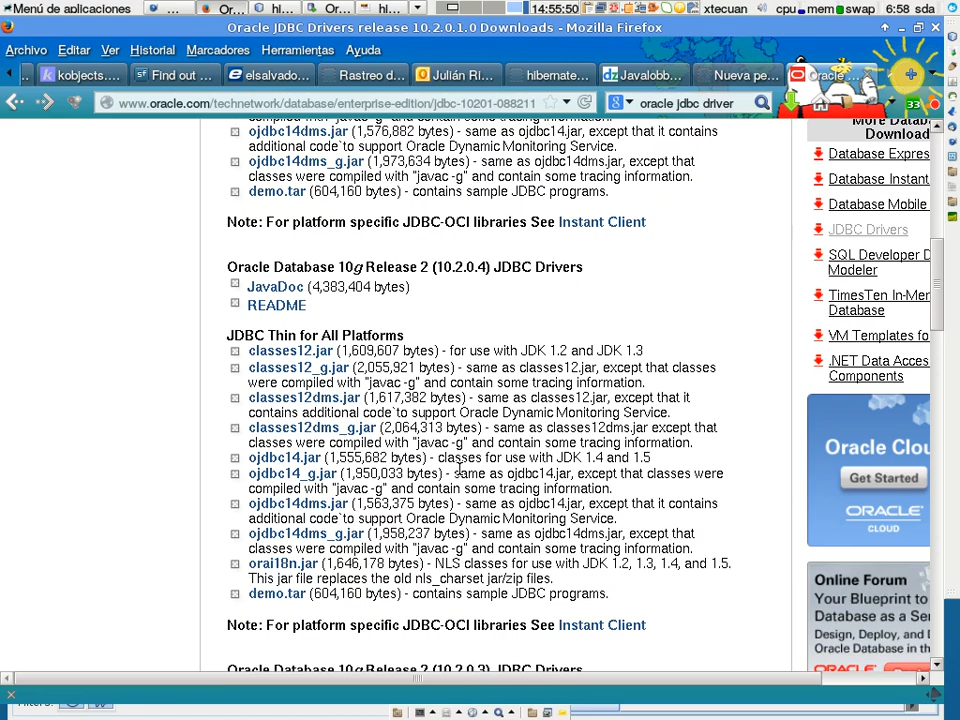 Menú de aplicaciones
...
Or...
hl...
Or...
hl...
14:55:50
xtecuan
cpu
mem
swap
6:58 sda
Oracle JDBC Drivers release 10.2.0.1.0 Downloads - Mozilla Firefox
Archivo Editar Ver Historial Marcadores Herramientas Ayuda
kobjects....
Find out ...
elsalvado...
Rastreo d...
Julián Ri...
hibernate...
Javalobb...
Nueva pe...
Oracle ...
www.oracle.com/technetwork/database/enterprise-edition/jdbc-10201-088211
oracle jdbc driver
33
ojdbc14dms.jar (1,576,882 bytes) - same as ojdbc14.jar, except that it contains
additional code`to support Oracle Dynamic Monitoring Service.
ojdbc14dms_g.jar (1,973,634 bytes) - same as ojdbc14dms.jar, except that
classes were compiled with "javac -g" and contain some tracing information.
demo.tar (604,160 bytes) - contains sample JDBC programs.
Note: For platform specific JDBC-OCI libraries See Instant Client
Oracle Database 10g Release 2 (10.2.0.4) JDBC Drivers
JavaDoc (4,383,404 bytes)
README
JDBC Thin for All Platforms
classes12.jar (1,609,607 bytes) - for use with JDK 1.2 and JDK 1.3
classes12_g.jar (2,055,921 bytes) - same as classes12.jar, except that classes
were compiled with "javac -g" and contain some tracing information.
classes12dms.jar (1,617,382 bytes) - same as classes12.jar, except that it
contains additional code`to support Oracle Dynamic Monitoring Service.
classes12dms_g.jar (2,064,313 bytes) - same as classes12dms.jar except that
classes were compiled with "javac -g" and contain some tracing information.
ojdbc14.jar (1,555,682 bytes) - classes for use with JDK 1.4 and 1.5
ojdbc14_g.jar (1,950,033 bytes) - same as ojdbc14.jar, except that classes were
compiled with "javac -g" and contain some tracing information.
ojdbc14dms.jar (1,563,375 bytes) - same as ojdbc14.jar, except that it contains
additional code`to support Oracle Dynamic Monitoring Service.
ojdbc14dms_g.jar (1,958,237 bytes) - same as ojdbc14dms.jar, except that
classes were compiled with "javac -g" and contain some tracing information.
orai18n.jar (1,646,178 bytes) - NLS classes for use with JDK 1.2, 1.3, 1.4, and 1.5.
This jar file replaces the old nls_charset jar/zip files.
demo.tar (604,160 bytes) - contains sample JDBC programs.
Note: For platform specific JDBC-OCI libraries See Instant Client
Oracle Database 10g Release 2 (10.2.0.3) JDBC Drivers
More Datab
Download
Database Expres
Database Instant
Database Mobile
JDBC Drivers
SQL Developer D
Modeler
TimesTen In-Mem
Database
VM Templates fo
.NET Data Acces
Components
Oracle Clou
Get Started
ORACLE
CLOUD
Online Forum
Your Blueprint to
Database as a Ser
Design, Deploy, and D
Oracle Database in th
ORACLE